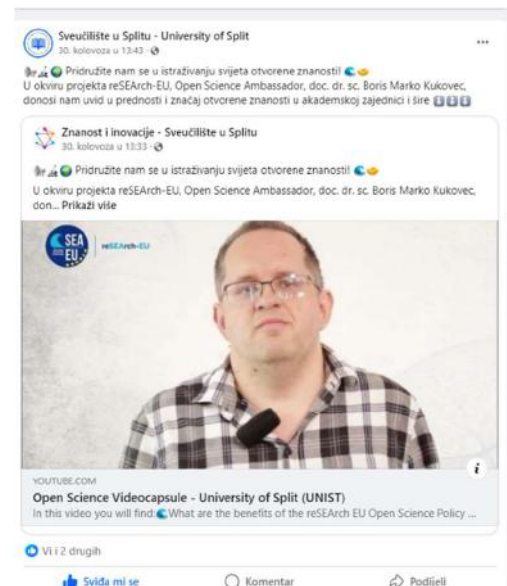 Sveučilište u Splitu - University of Split
30. kolovoza u 13:43 ·
Pridružite nam se u istraživanju svijeta otvorene znanosti!
U okviru projekta reSEArch-EU, Open Science Ambassador, doc. dr. sc. Boris Marko Kukovec,
donosi nam uvid u prednosti i značaj otvorene znanosti u akademskoj zajednici i šire
Znanost i inovacije - Sveučilište u Splitu
30. kolovoza u 13:33 ·
Pridružite nam se u istraživanju svijeta otvorene znanosti!
U okviru projekta reSEArch-EU, Open Science Ambassador, doc. dr. sc. Boris Marko Kukovec,
don... Prikaži više
SEA
EU
reSEArch-EU
YOUTUBE.COM
Open Science Videocapsule - University of Split (UNIST)
In this video you will find: What are the benefits of the reSEArch EU Open Science Policy ...
Vi i 2 drugih
Sviđa mi se
Komentar
Podijeli